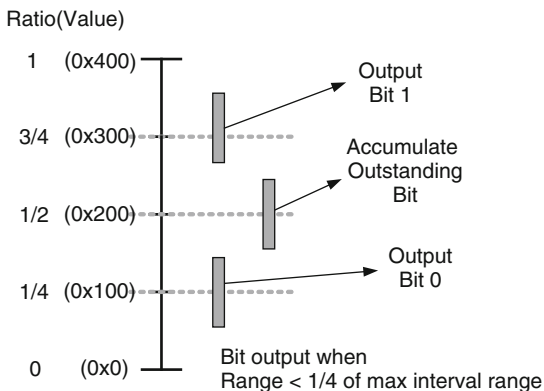 Ratio(Value)
1 (0x400)
Output
Bit 1
3/4 (0x300)
Accumulate
Outstanding
Bit
1/2 (0x200)
Output
Bit 0
1/4 (0x100)
0 (0x0)
Bit output when
Range < 1/4 of max interval range